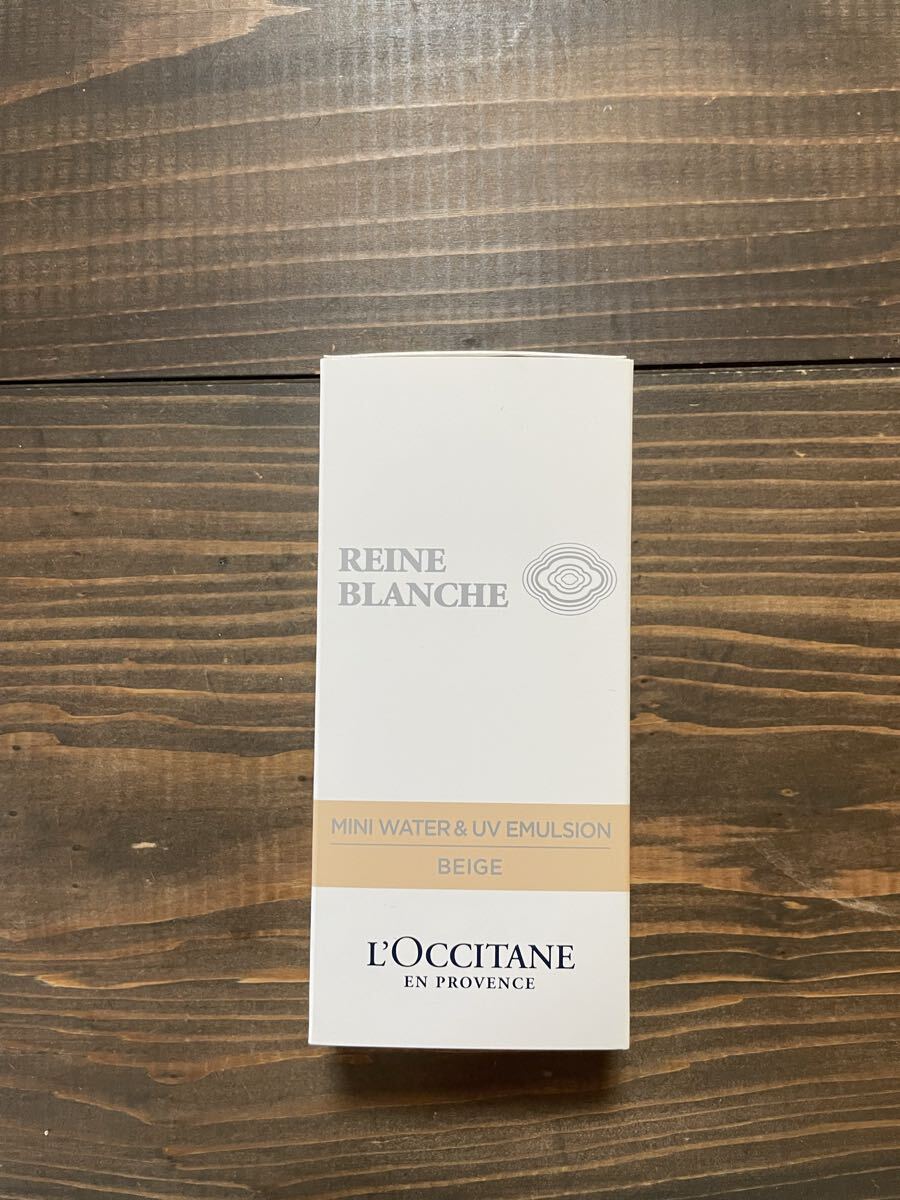 REINE
BLANCHE
MINI WATER & UV EMULSION
BEIGE
L'OCCITANE
EN PROVENCE